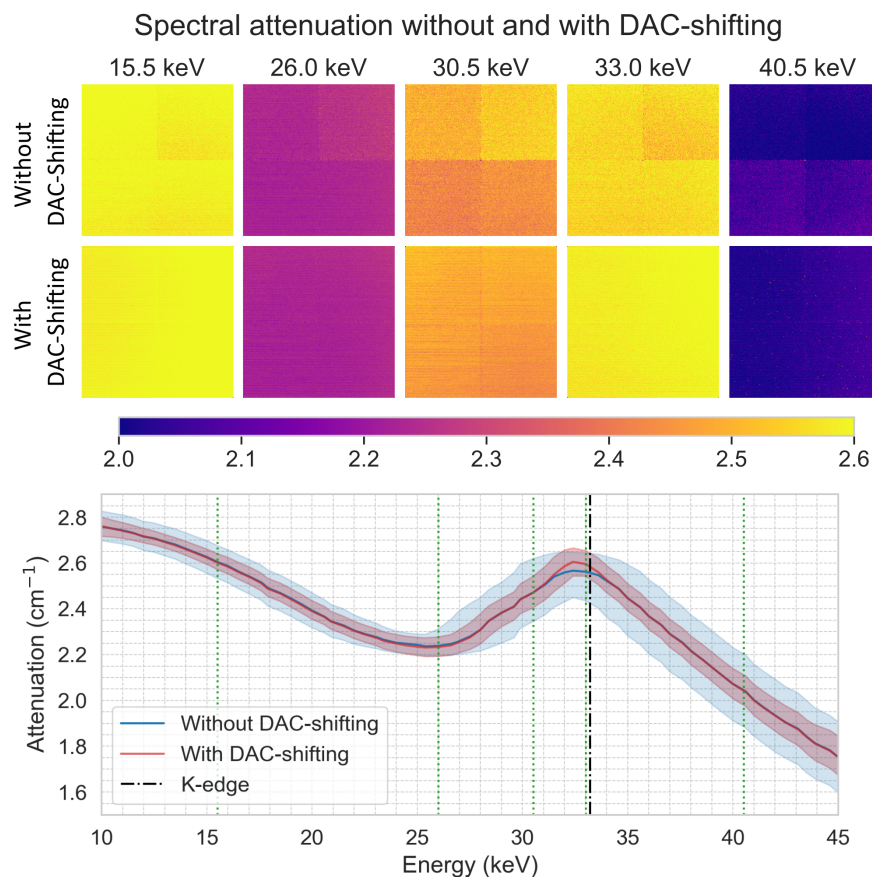 Spectral attenuation without and with DAC-shifting
15.5 keV 26.0 keV 30.5 keV 33.0 keV 40.5 keV
Without
DAC-Shifting
With
DAC-Shifting
2.0 2.1 2.2 2.3 2.4 2.5 2.6
Attenuation (cm⁻¹)
2.8
2.6
2.4
2.2
2.0
1.8
1.6
Without DAC-shifting
With DAC-shifting
K-edge
10 15 20 25 30 35 40 45
Energy (keV)